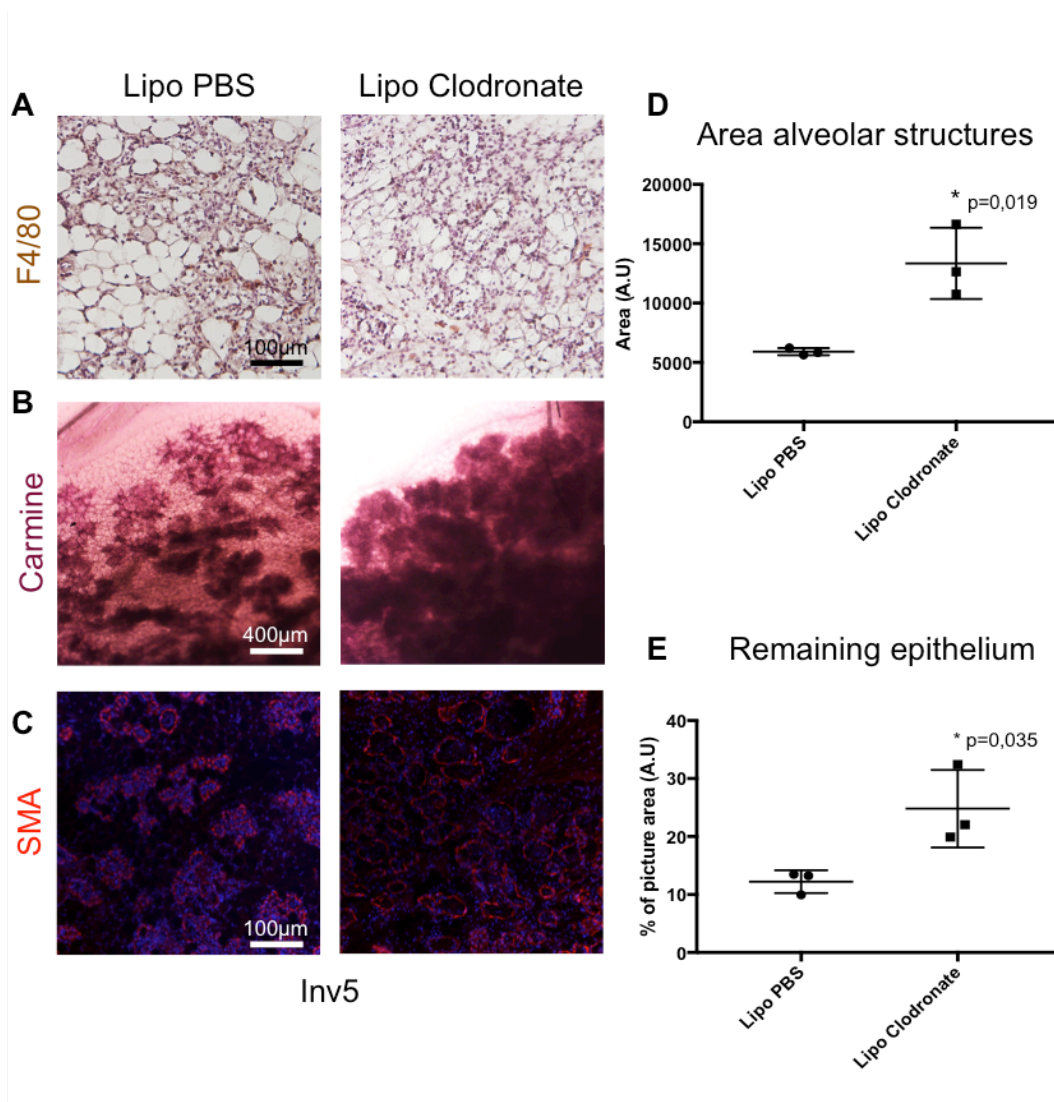 Lipo PBS
Lipo Clodronate
A
F4/80
100µm
B
Carmine
400µm
C
SMA
100µm
Inv5
D
Area alveolar structures
Area (A.U)
20000
15000
10000
5000
0
* p=0,019
Lipo PBS
Lipo Clodronate
E
Remaining epithelium
% of picture area (A.U)
40
30
20
10
0
* p=0,035
Lipo PBS
Lipo Clodronate